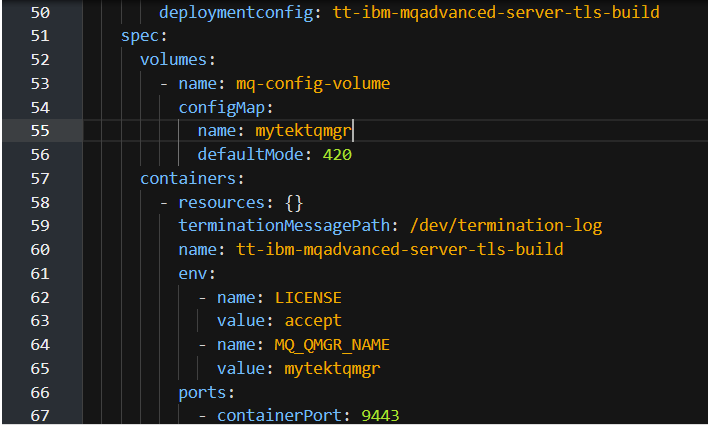 50 deploymentconfig: tt-ibm-mqadvanced-server-tls-build
51 spec:
52 volumes:
53 - name: mq-config-volume
54 configMap:
55 name: mytektqmgr
56 defaultMode: 420
57 containers:
58 - resources: {}
59 terminationMessagePath: /dev/termination-log
60 name: tt-ibm-mqadvanced-server-tls-build
61 env:
62 - name: LICENSE
63 value: accept
64 - name: MQ_QMGR_NAME
65 value: mytektqmgr
66 ports:
67 - containerPort: 9443